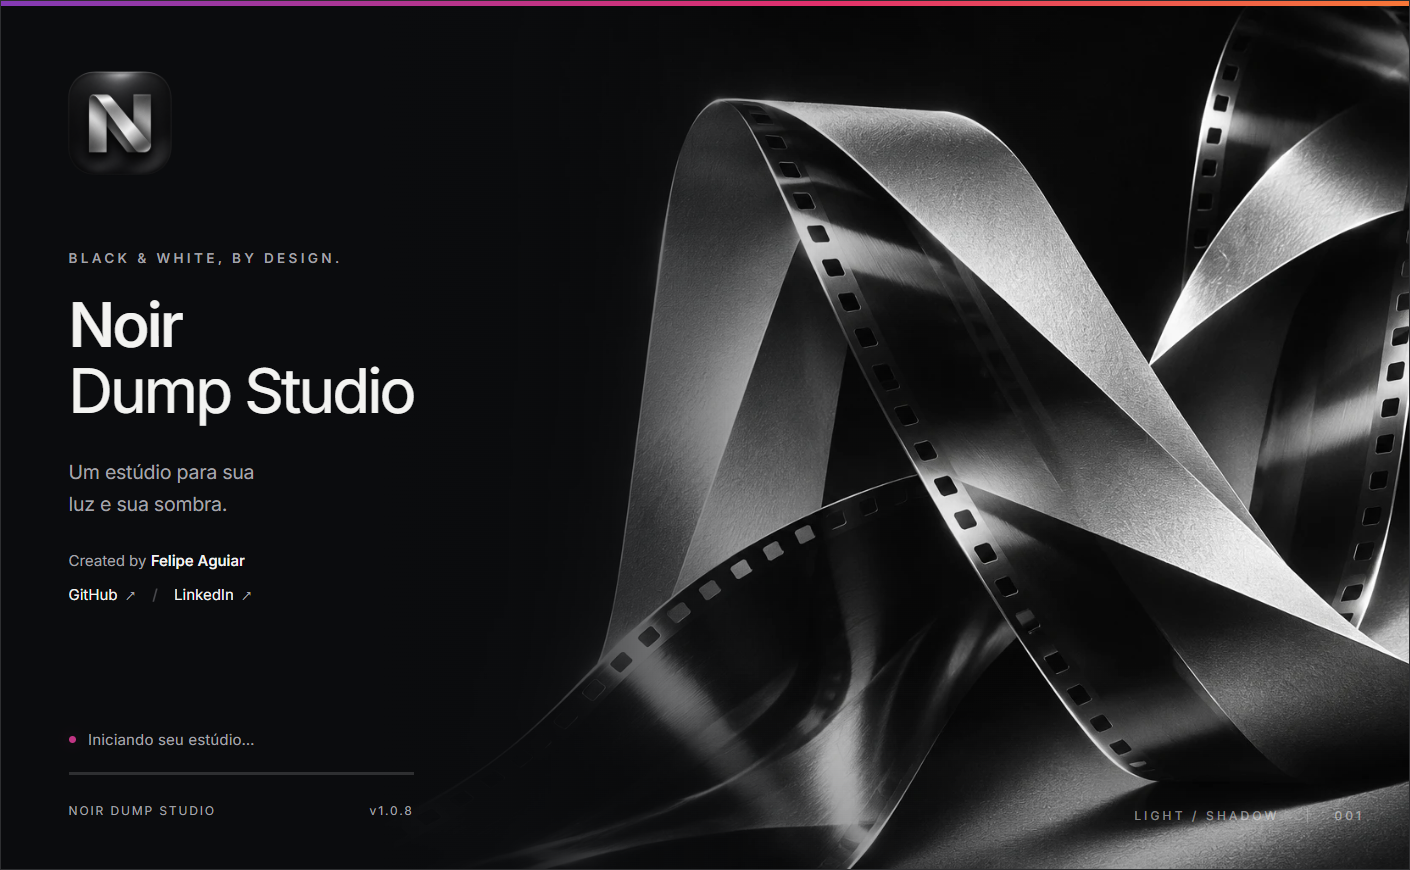 N
BLACK & WHITE, BY DESIGN.
Noir
Dump Studio
Um estúdio para sua
luz e sua sombra.
Created by Felipe Aguiar
GitHub ↗ / LinkedIn ↗
Iniciando seu estúdio...
NOIR DUMP STUDIO v1.0.8
LIGHT / SHADOW | 001